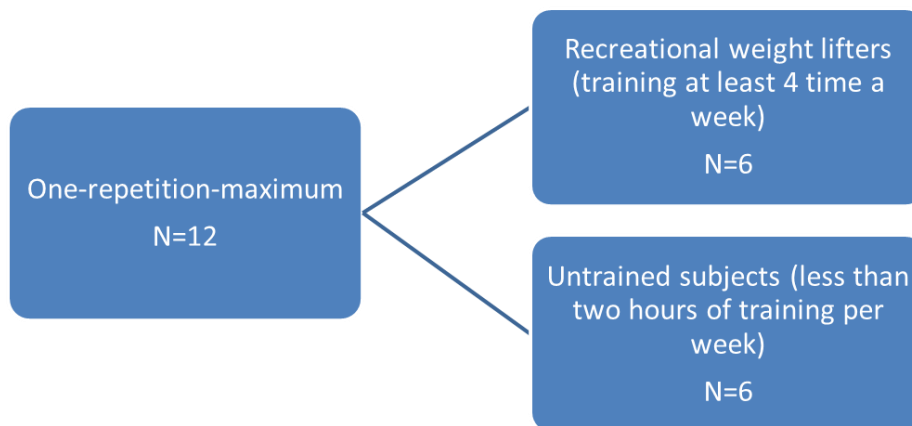 One-repetition-maximum
N=12
Recreational weight lifters
(training at least 4 time a
week)
N=6
Untrained subjects (less than
two hours of training per
week)
N=6